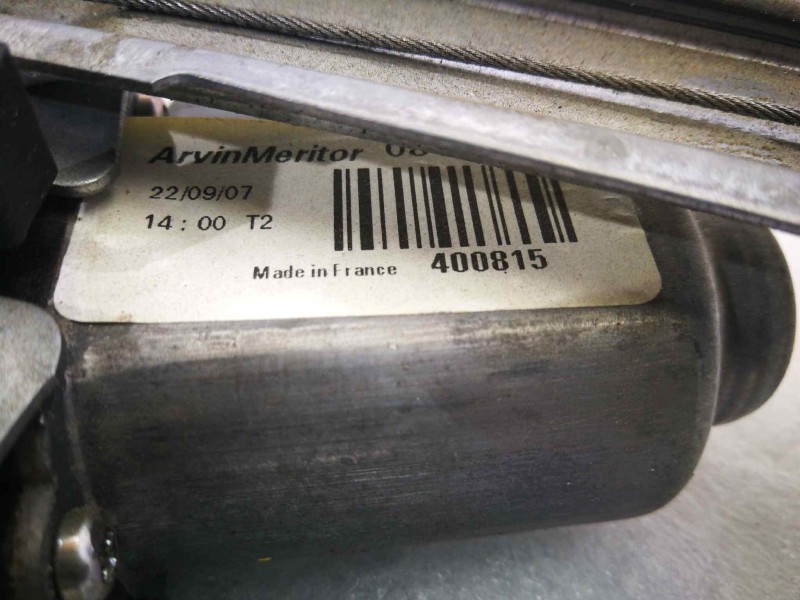 ArvinMeritor
22/09/07
14:00 T2
Made in France 400815